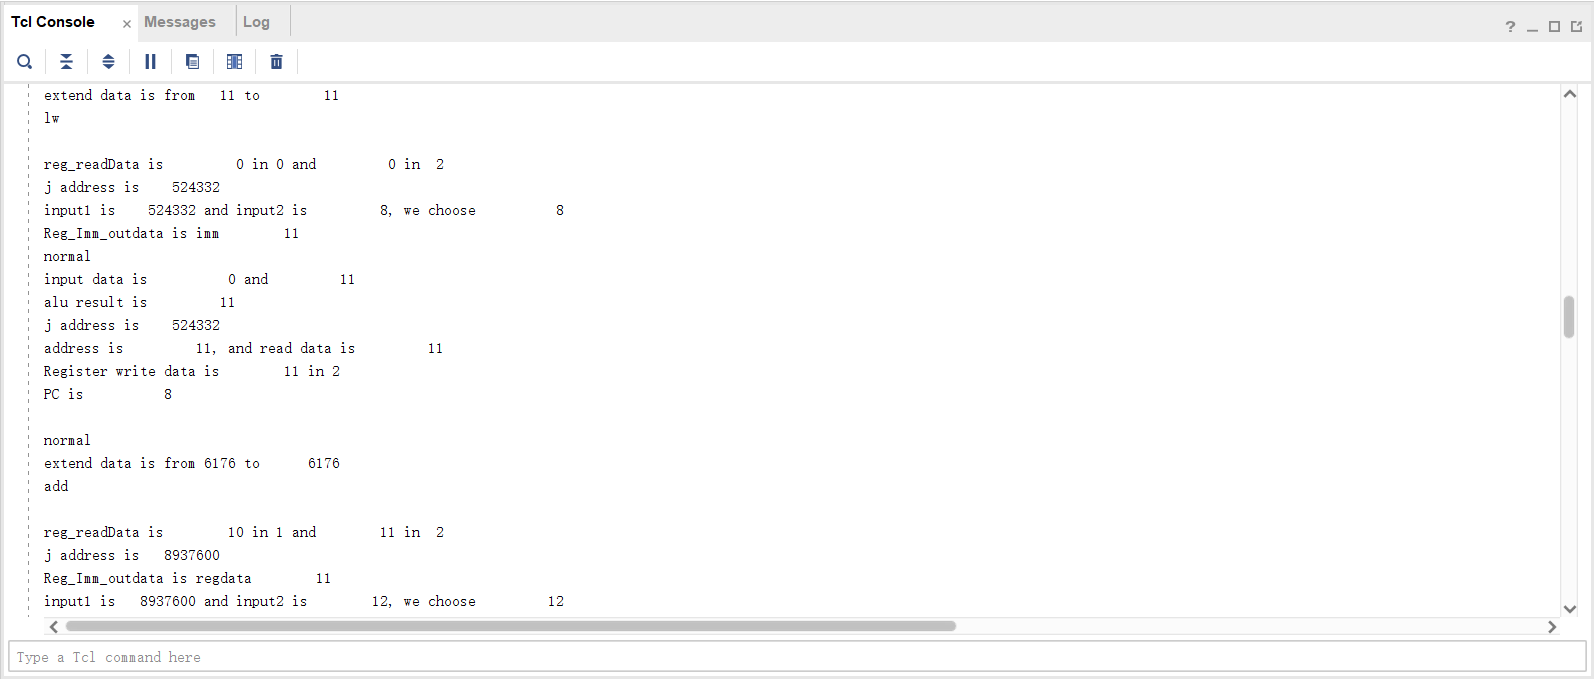 Tcl Console × Messages Log
? _
extend data is from 11 to 11
lw
reg_readData is 0 in 0 and 0 in 2
j address is 524332
input1 is 524332 and input2 is 8, we choose 8
Reg_Imm_outdata is imm 11
normal
input data is 0 and 11
alu result is 11
j address is 524332
address is 11, and read data is 11
Register write data is 11 in 2
PC is 8
normal
extend data is from 6176 to 6176
add
reg_readData is 10 in 1 and 11 in 2
j address is 8937600
Reg_Imm_outdata is regdata 11
input1 is 8937600 and input2 is 12, we choose 12
Type a Tcl command here